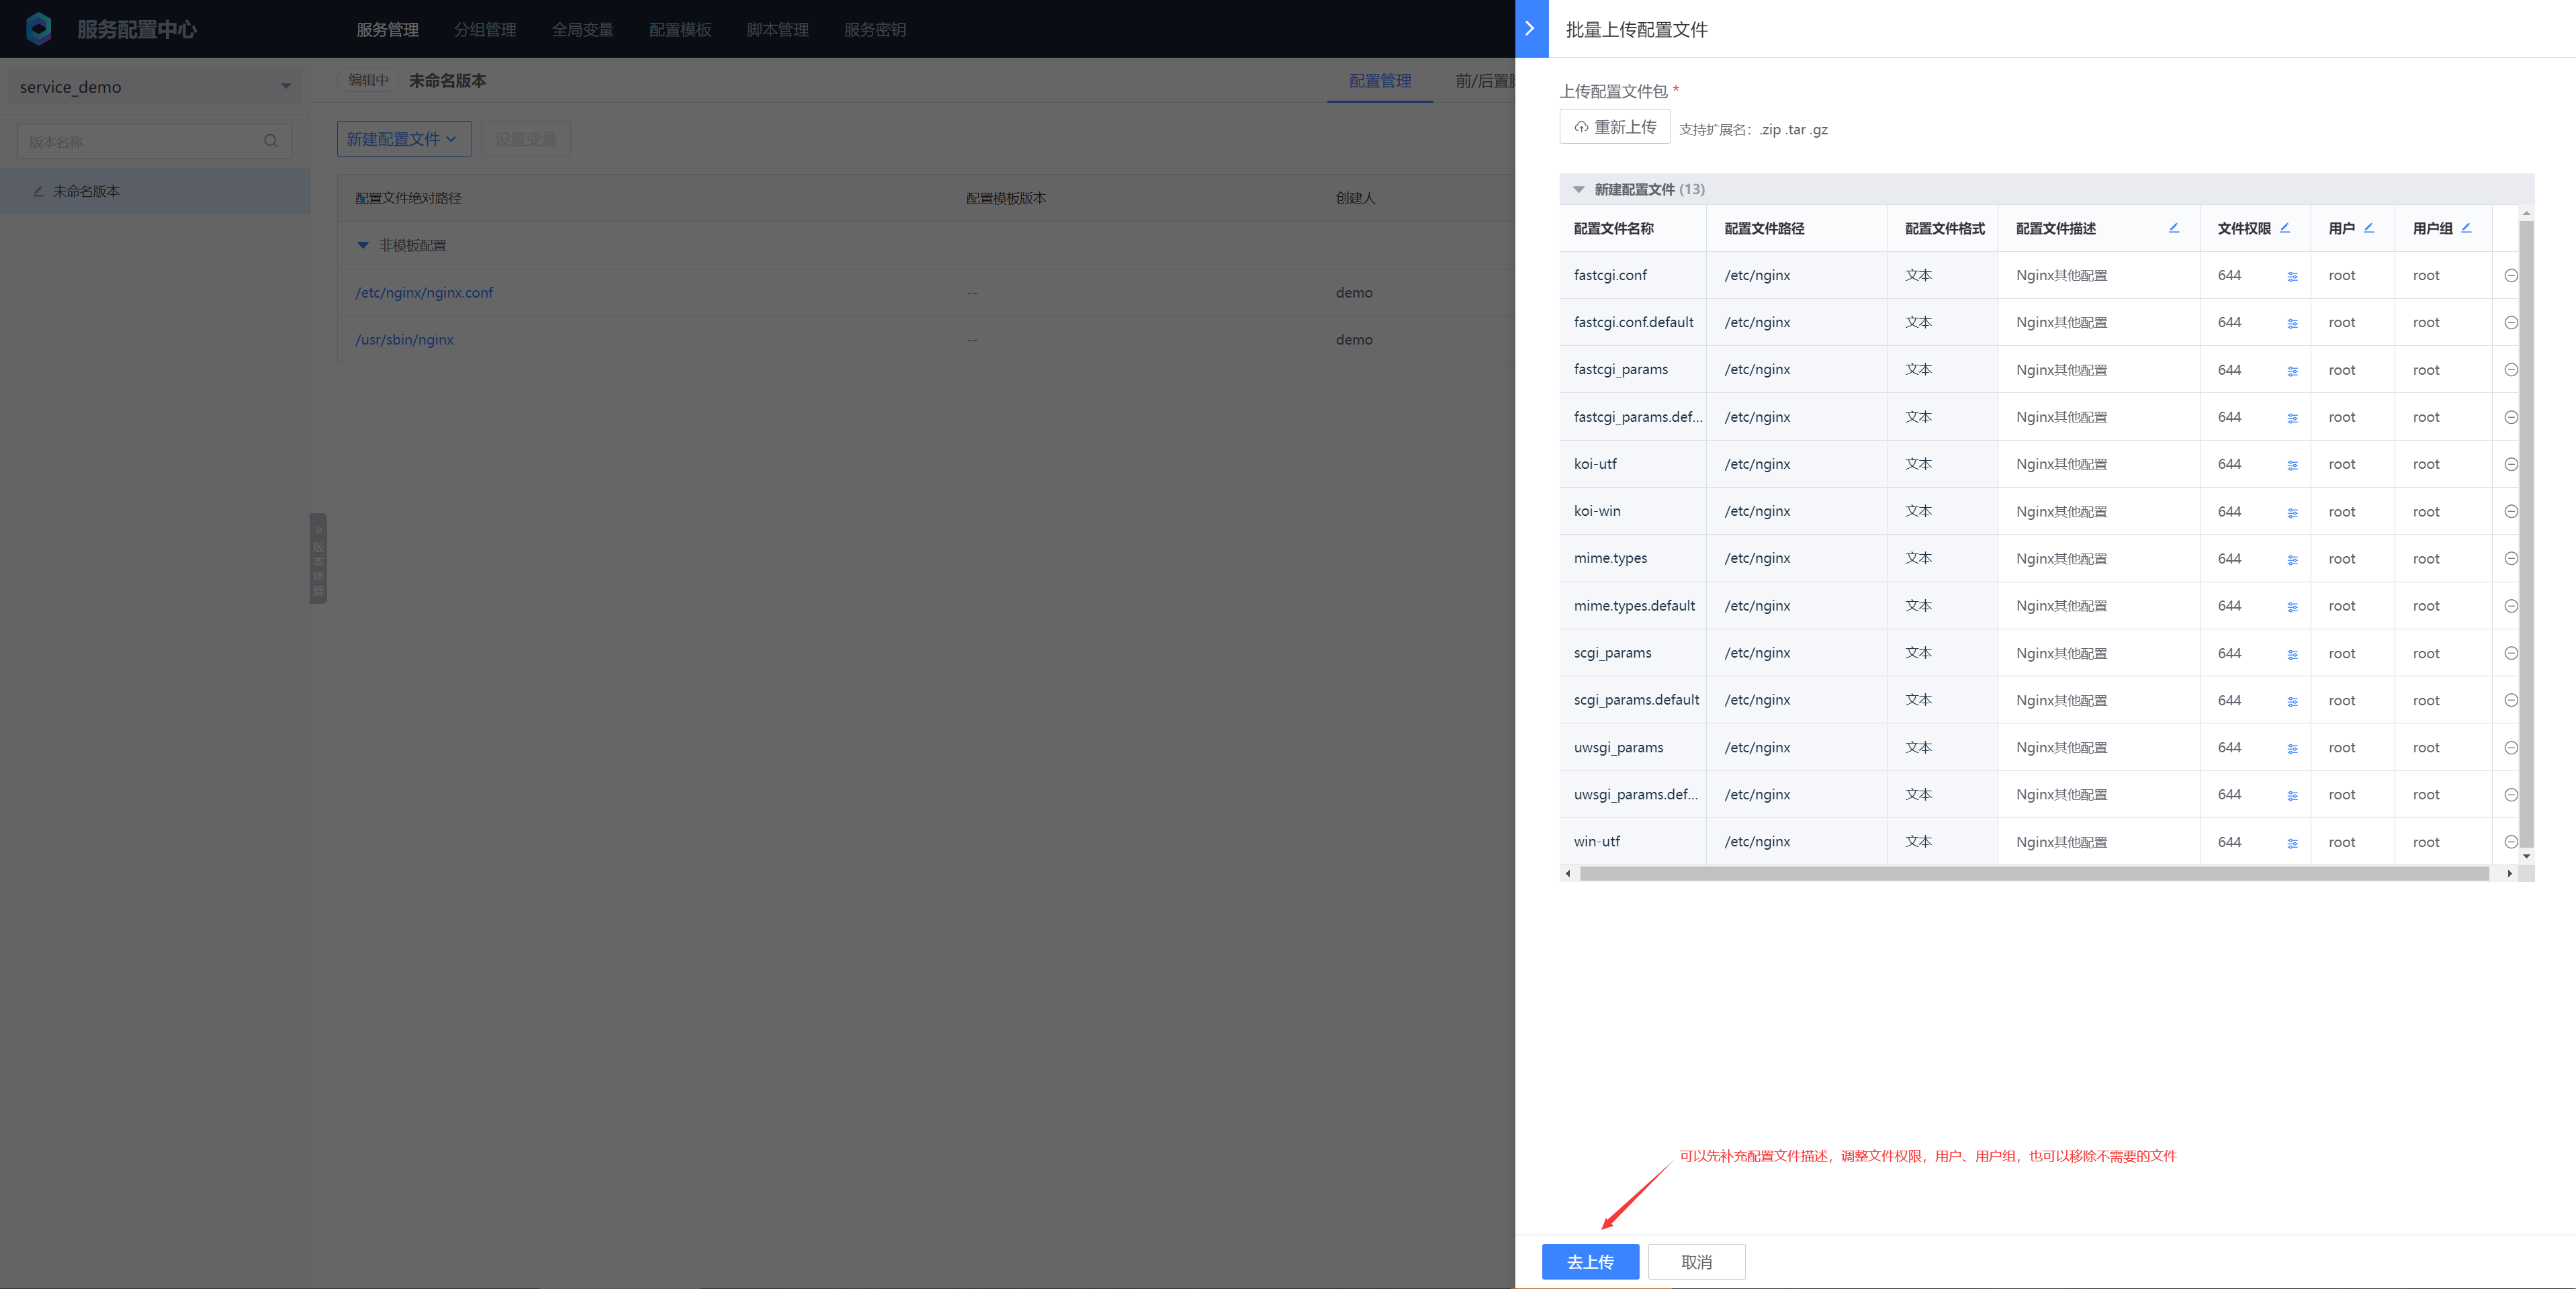 服务配置中心
服务管理 分组管理 全局变量 配置模板 脚本管理 服务密钥
service_demo
版本名称
未命名版本
编辑中 未命名版本
配置管理 前/后置脚
新建配置文件 设置变量
配置文件绝对路径 配置模板版本 创建人
非模板配置
/etc/nginx/nginx.conf -- demo
/usr/sbin/nginx -- demo
版本详情
批量上传配置文件
上传配置文件包 *
重新上传 支持扩展名：.zip .tar .gz
新建配置文件 (13)
配置文件名称 配置文件路径 配置文件格式 配置文件描述 文件权限 用户 用户组
fastcgi.conf /etc/nginx 文本 Nginx其他配置 644 root root
fastcgi.conf.default /etc/nginx 文本 Nginx其他配置 644 root root
fastcgi_params /etc/nginx 文本 Nginx其他配置 644 root root
fastcgi_params.def... /etc/nginx 文本 Nginx其他配置 644 root root
koi-utf /etc/nginx 文本 Nginx其他配置 644 root root
koi-win /etc/nginx 文本 Nginx其他配置 644 root root
mime.types /etc/nginx 文本 Nginx其他配置 644 root root
mime.types.default /etc/nginx 文本 Nginx其他配置 644 root root
scgi_params /etc/nginx 文本 Nginx其他配置 644 root root
scgi_params.default /etc/nginx 文本 Nginx其他配置 644 root root
uwsgi_params /etc/nginx 文本 Nginx其他配置 644 root root
uwsgi_params.def... /etc/nginx 文本 Nginx其他配置 644 root root
win-utf /etc/nginx 文本 Nginx其他配置 644 root root
可以先补充配置文件描述，调整文件权限，用户、用户组，也可以移除不需要的文件
去上传 取消